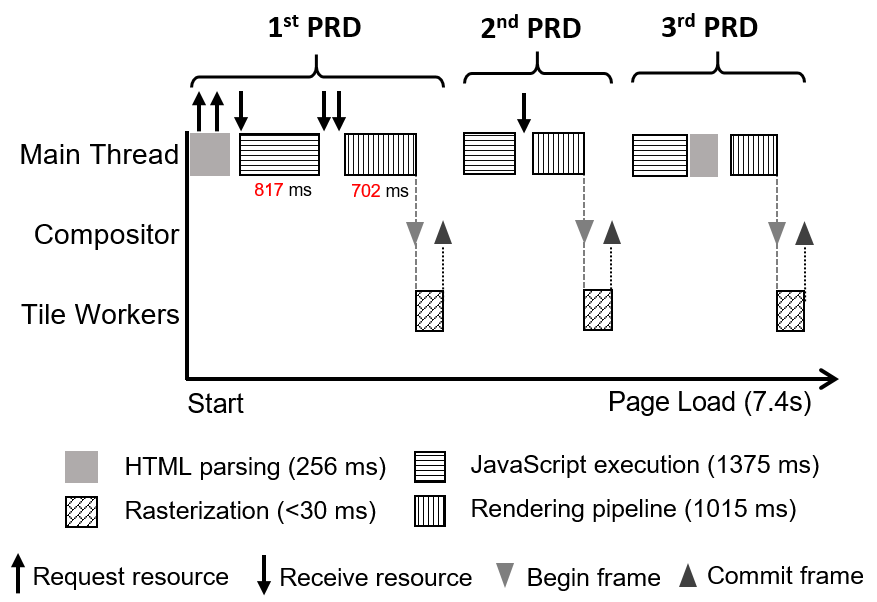 1st PRD 2nd PRD 3rd PRD
Main Thread
817 ms 702 ms
Compositor
Tile Workers
Start Page Load (7.4s)
HTML parsing (256 ms) JavaScript execution (1375 ms)
Rasterization (<30 ms) Rendering pipeline (1015 ms)
Request resource Receive resource Begin frame Commit frame